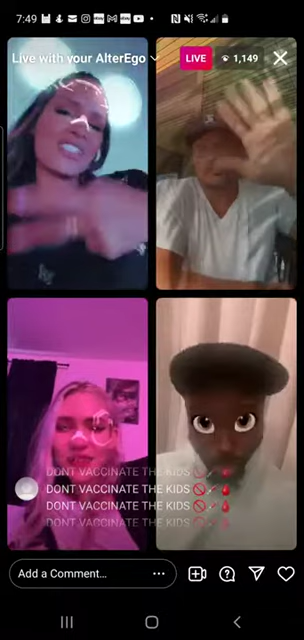 7:49
Live with your AlterEgo
LIVE
1,149
DONT VACCINATE THE KIDS 🚫💉🩸
DONT VACCINATE THE KIDS 🚫💉🩸
DONT VACCINATE THE KIDS 🚫💉🩸
DONT VACCINATE THE KIDS 🚫💉🩸
Add a Comment...